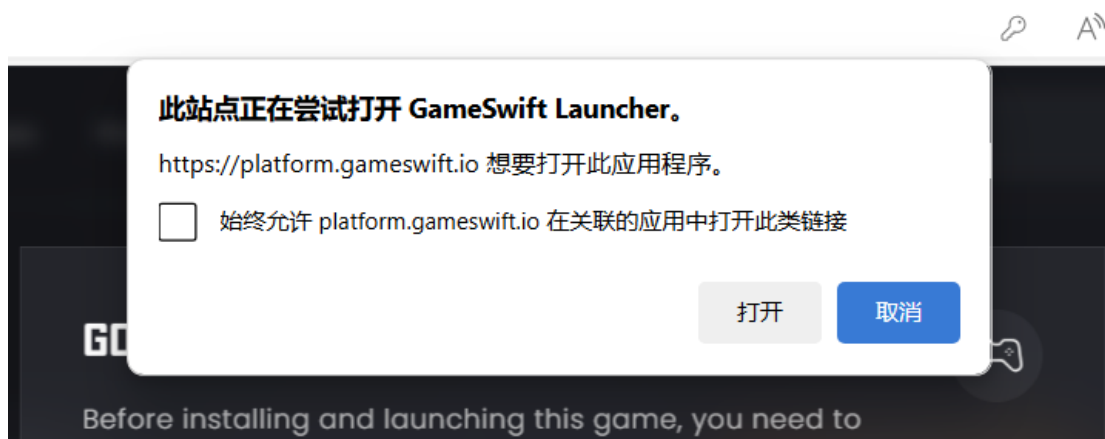 此站点正在尝试打开 GameSwift Launcher。
https://platform.gameswift.io 想要打开此应用程序。
始终允许 platform.gameswift.io 在关联的应用中打开此类链接
打开
取消
Before installing and launching this game, you need to